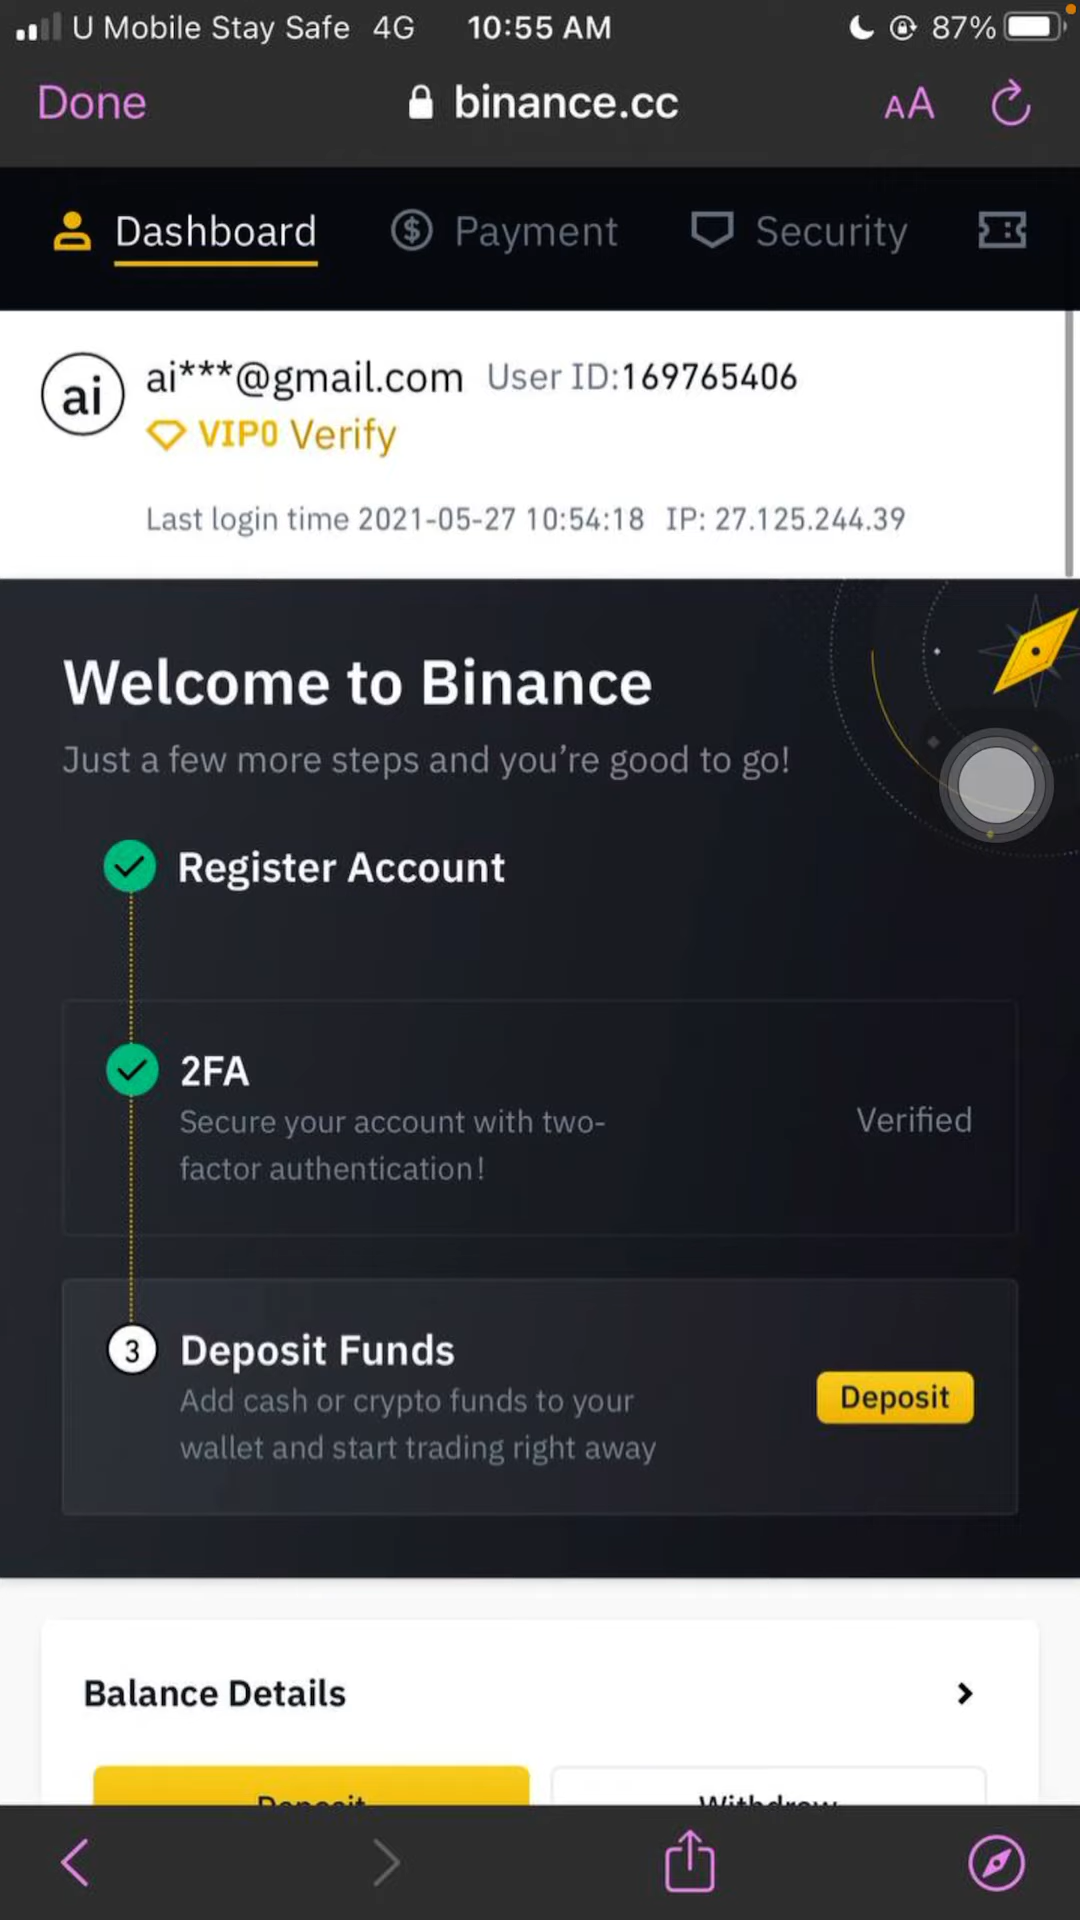 U Mobile Stay Safe 4G 10:55 AM 87%
Done binance.cc AA
Dashboard Payment Security
ai ai***@gmail.com User ID:169765406
VIP0 Verify
Last login time 2021-05-27 10:54:18 IP: 27.125.244.39
Welcome to Binance
Just a few more steps and you're good to go!
Register Account
2FA
Secure your account with two-
factor authentication!
Verified
3 Deposit Funds
Add cash or crypto funds to your
wallet and start trading right away
Deposit
Balance Details
Deposit Withdraw